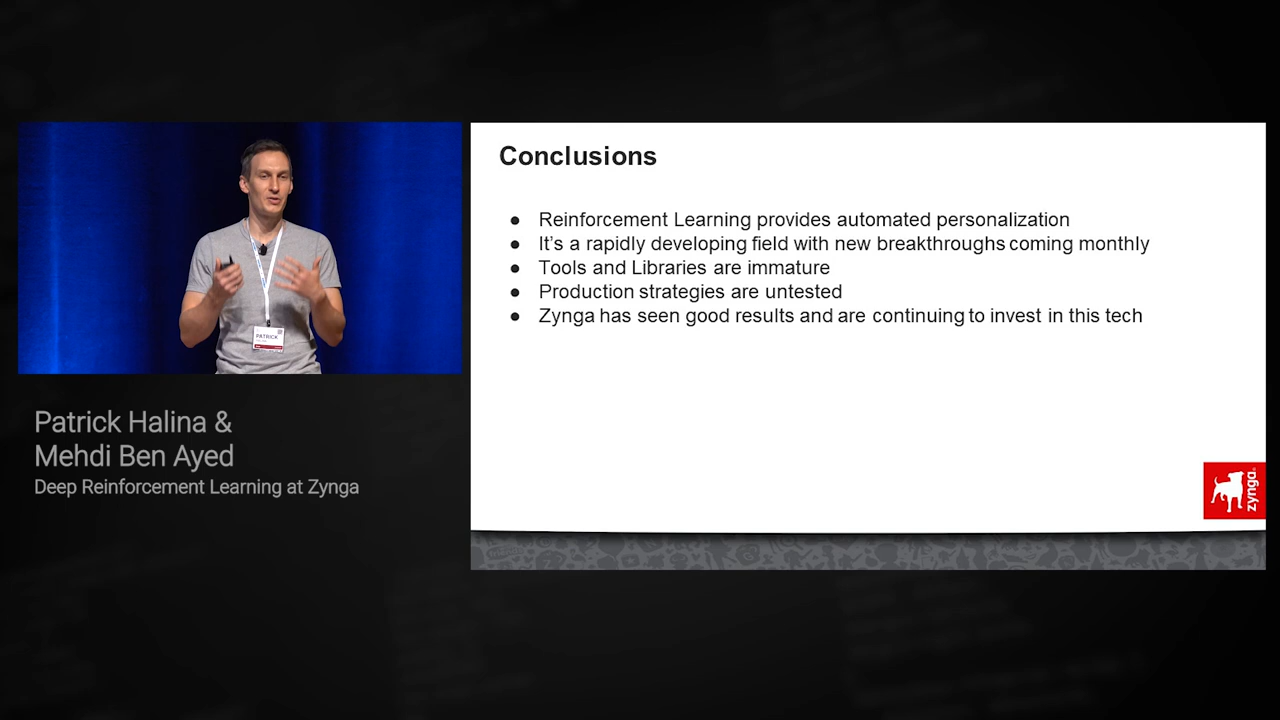 Conclusions
● Reinforcement Learning provides automated personalization
● It's a rapidly developing field with new breakthroughs coming monthly
● Tools and Libraries are immature
● Production strategies are untested
● Zynga has seen good results and are continuing to invest in this tech
zynga
PATRICK
Patrick Halina &
Mehdi Ben Ayed
Deep Reinforcement Learning at Zynga